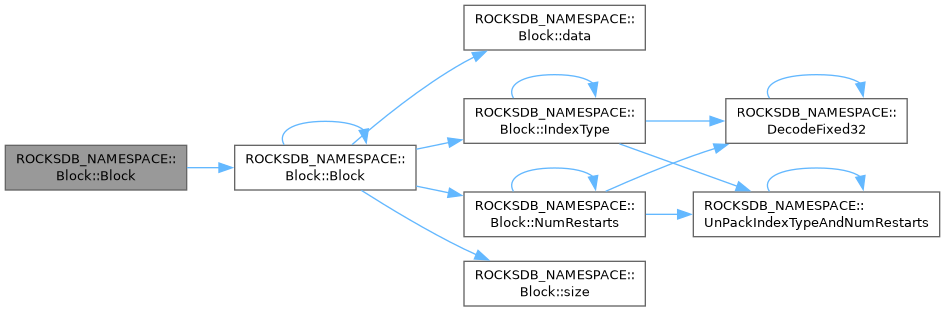 ROCKSDB_NAMESPACE::
Block::Block
ROCKSDB_NAMESPACE::
Block::Block
ROCKSDB_NAMESPACE::
Block::data
ROCKSDB_NAMESPACE::
Block::IndexType
ROCKSDB_NAMESPACE::
Block::NumRestarts
ROCKSDB_NAMESPACE::
Block::size
ROCKSDB_NAMESPACE::
DecodeFixed32
ROCKSDB_NAMESPACE::
UnPackIndexTypeAndNumRestarts